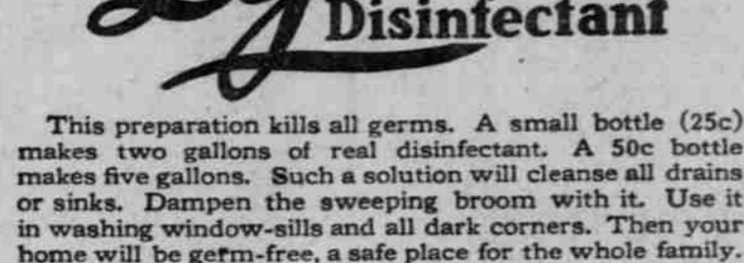 Disinfectant
This preparation kills all germs. A small bottle (25c)
makes two gallons of real disinfectant. A 50c bottle
makes five gallons. Such a solution will cleanse all drains
or sinks. Dampen the sweeping broom with it. Use it
in washing window-sills and all dark corners. Then your
home will be germ-free, a safe place for the whole family.